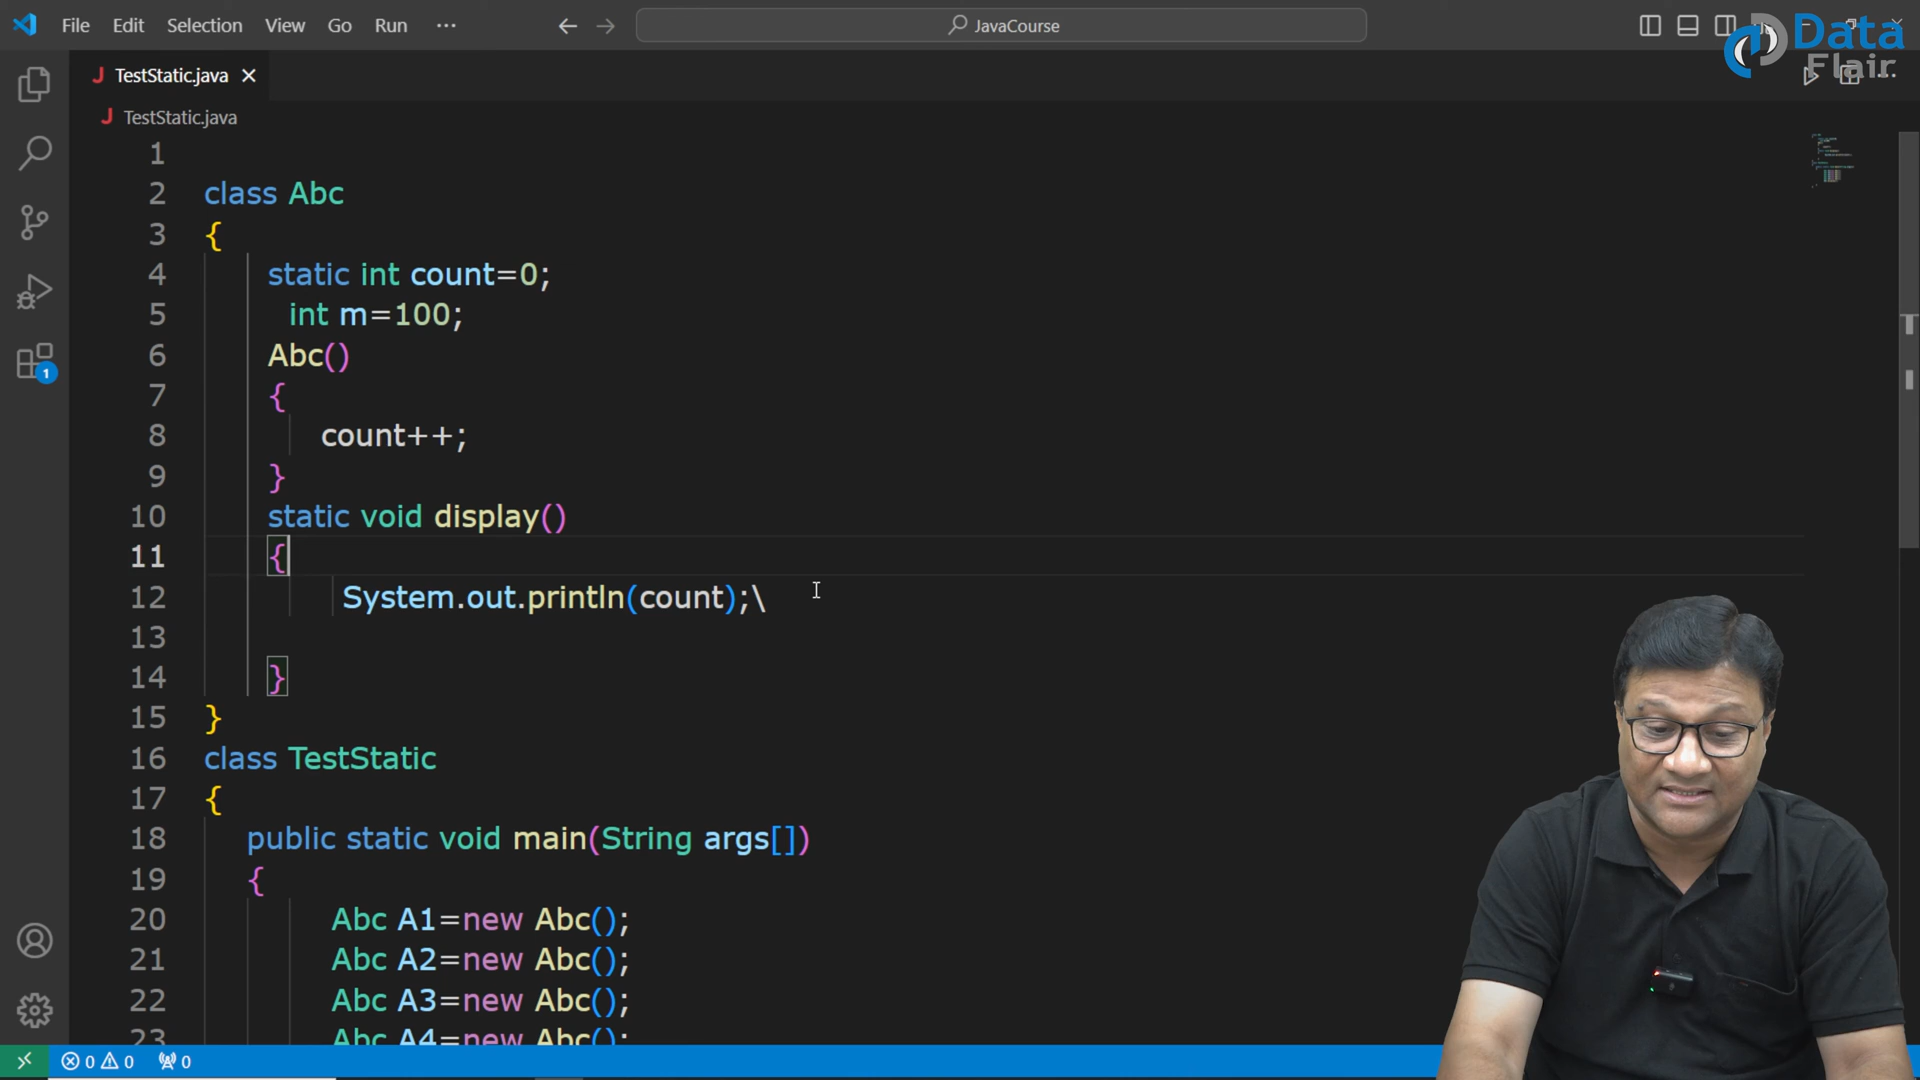 File Edit Selection View Go Run ··· JavaCourse
Data
Flair
TestStatic.java
TestStatic.java
1
2 class Abc
3 {
4 static int count=0;
5 int m=100;
6 Abc()
7 {
8 count++;
9 }
10 static void display()
11 {
12 System.out.println(count);\
13
14 }
15 }
16 class TestStatic
17 {
18 public static void main(String args[])
19 {
20 Abc A1=new Abc();
21 Abc A2=new Abc();
22 Abc A3=new Abc();
23 Abc A4=new Abc();
1
0 0 0